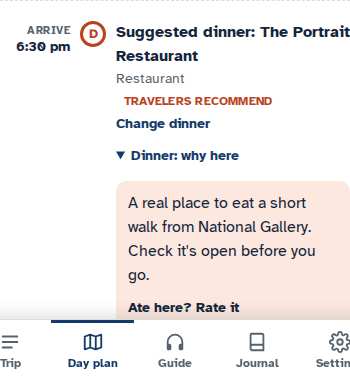 ARRIVE
6:30 pm
D
Suggested dinner: The Portrait
Restaurant
Restaurant
TRAVELERS RECOMMEND
Change dinner
▼ Dinner: why here
A real place to eat a short
walk from National Gallery.
Check it's open before you
go.
Ate here? Rate it
Trip
Day plan
Guide
Journal